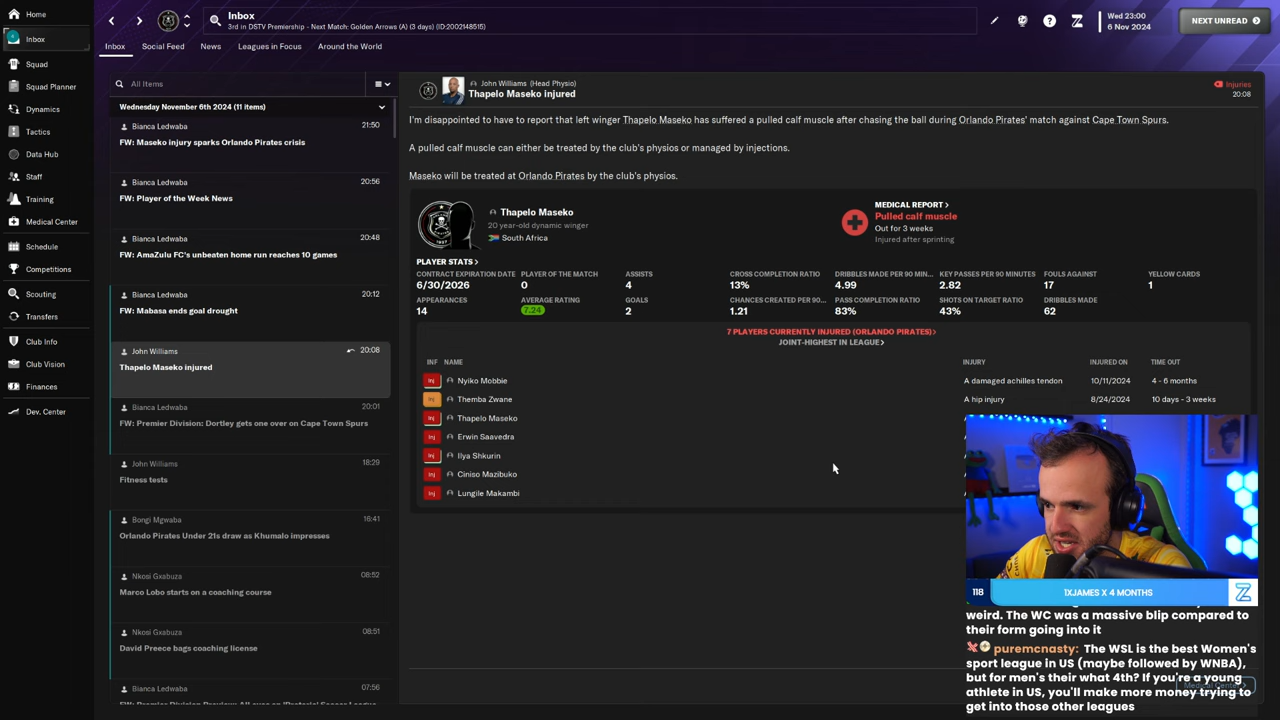 Home
Inbox
Squad
Squad Planner
Dynamics
Tactics
Data Hub
Staff
Training
Medical Center
Schedule
Competitions
Scouting
Transfers
Club Info
Club Vision
Finances
Dev. Center
Inbox
3rd in DSTV Premiership - Next Match: Golden Arrows (A) (3 days) (ID:2002148515)
Wed 23:00
6 Nov 2024
NEXT UNREAD
Inbox Social Feed News Leagues in Focus Around the World
All Items
Wednesday November 6th 2024 (11 items)
Bianca Ledwaba 21:50
FW: Maseko injury sparks Orlando Pirates crisis
Bianca Ledwaba 20:56
FW: Player of the Week News
Bianca Ledwaba 20:48
FW: AmaZulu FC's unbeaten home run reaches 10 games
Bianca Ledwaba 20:12
FW: Mabasa ends goal drought
John Williams 20:08
Thapelo Maseko injured
Bianca Ledwaba 20:01
FW: Premier Division: Dortley gets one over on Cape Town Spurs
John Williams 18:29
Fitness tests
Bongi Mgwaba 16:41
Orlando Pirates Under 21s draw as Khumalo impresses
Nkosi Gxabuza 08:52
Marco Lobo starts on a coaching course
Nkosi Gxabuza 08:51
David Preece bags coaching license
Bianca Ledwaba 07:56
John Williams (Head Physio)
Thapelo Maseko injured
Injuries
20:08
I'm disappointed to have to report that left winger Thapelo Maseko has suffered a pulled calf muscle after chasing the ball during Orlando Pirates' match against Cape Town Spurs.
A pulled calf muscle can either be treated by the club's physios or managed by injections.
Maseko will be treated at Orlando Pirates by the club's physios.
Thapelo Maseko
20 year-old dynamic winger
South Africa
MEDICAL REPORT >
Pulled calf muscle
Out for 3 weeks
Injured after sprinting
PLAYER STATS >
CONTRACT EXPIRATION DATE PLAYER OF THE MATCH ASSISTS CROSS COMPLETION RATIO DRIBBLES MADE PER 90 MIN... KEY PASSES PER 90 MINUTES FOULS AGAINST YELLOW CARDS
6/30/2026 0 4 13% 4.99 2.82 17 1
APPEARANCES AVERAGE RATING GOALS CHANCES CREATED PER 90... PASS COMPLETION RATIO SHOTS ON TARGET RATIO DRIBBLES MADE
14 7.24 2 1.21 83% 43% 62
7 PLAYERS CURRENTLY INJURED (ORLANDO PIRATES) >
JOINT-HIGHEST IN LEAGUE >
INF NAME INJURY INJURED ON TIME OUT
Inj Nyiko Mobbie A damaged achilles tendon 10/11/2024 4 - 6 months
Inj Themba Zwane A hip injury 8/24/2024 10 days - 3 weeks
Inj Thapelo Maseko
Inj Erwin Saavedra
Inj Ilya Shkurin
Inj Ciniso Mazibuko
Inj Lungile Makambi
118 1XJAMES X 4 MONTHS
weird. The WC was a massive blip compared to
their form going into it
puremcnasty: The WSL is the best Women's
sport league in US (maybe followed by WNBA),
but for men's their what 4th? If you're a young
athlete in US, you'll make more money trying to
get into those other leagues